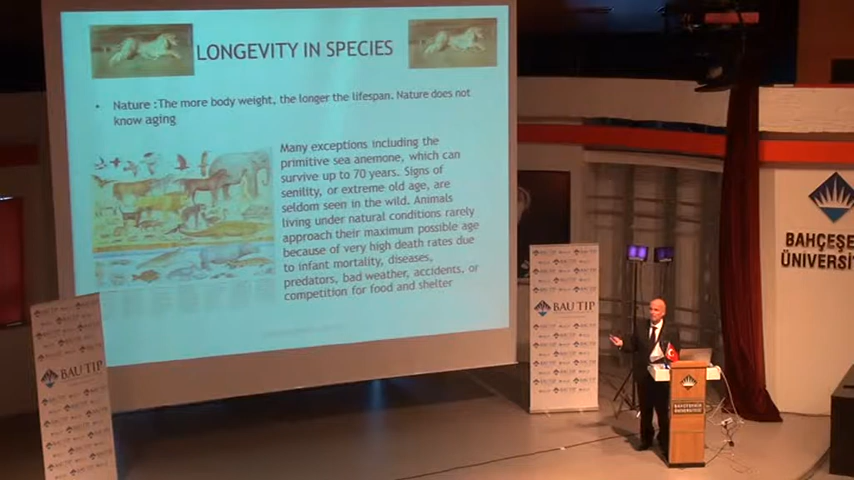 LONGEVITY IN SPECIES
• Nature : The more body weight, the longer the lifespan. Nature does not
know aging
Many exceptions including the
primitive sea anemone, which can
survive up to 70 years. Signs of
senility, or extreme old age, are
seldom seen in the wild. Animals
living under natural conditions rarely
approach their maximum possible age
because of very high death rates due
to infant mortality, diseases,
predators, bad weather, accidents, or
competition for food and shelter
BAU TIP
BAU TIP
BAHÇEŞE
ÜNİVERSİ